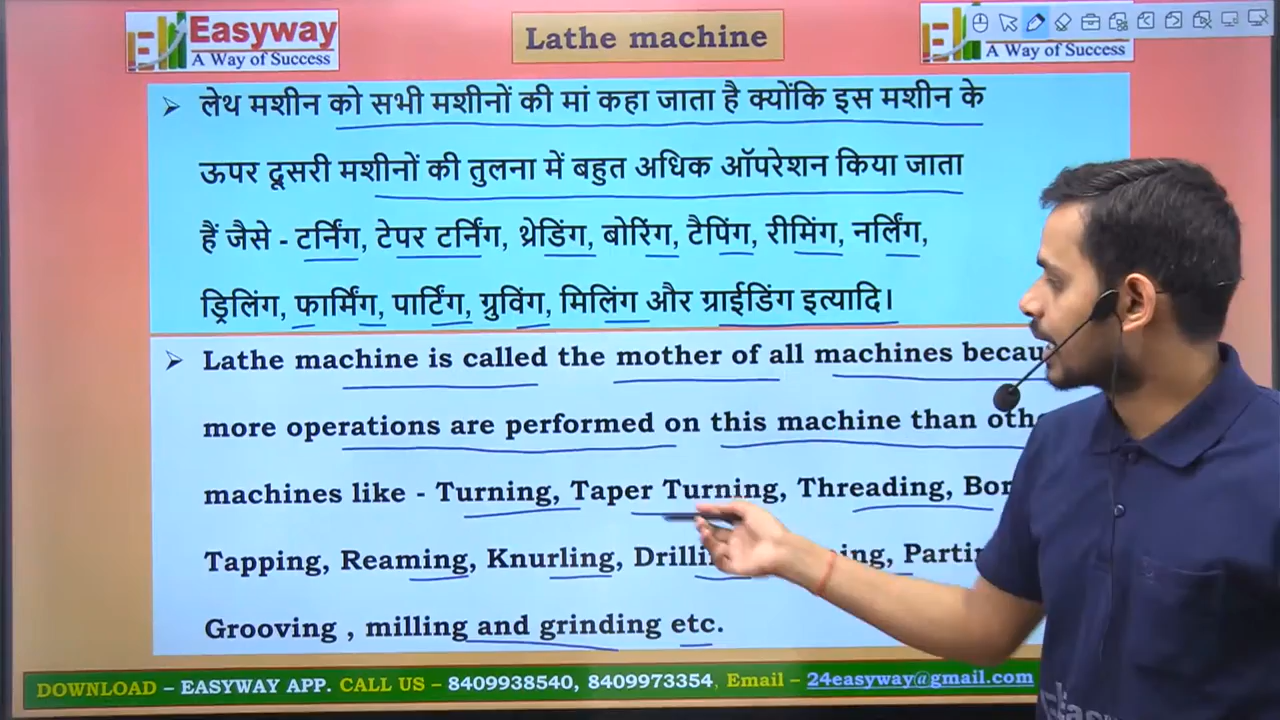 Easyway
A Way of Success
Lathe machine
Easyway
A Way of Success
➢ लेथ मशीन को सभी मशीनों की मां कहा जाता है क्योंकि इस मशीन के
ऊपर दूसरी मशीनों की तुलना में बहुत अधिक ऑपरेशन किया जाता
हैं जैसे - टर्निंग, टेपर टर्निंग, थ्रेडिंग, बोरिंग, टैपिंग, रीमिंग, नर्लिंग,
ड्रिलिंग, फार्मिंग, पार्टिंग, ग्रुविंग, मिलिंग और ग्राईडिंग इत्यादि।
➢ Lathe machine is called the mother of all machines becau
more operations are performed on this machine than oth
machines like - Turning, Taper Turning, Threading, Bor
Tapping, Reaming, Knurling, Drilli ing, Partin
Grooving , milling and grinding etc.
DOWNLOAD – EASYWAY APP. CALL US – 8409938540, 8409973354, Email – 24easyway@gmail.com